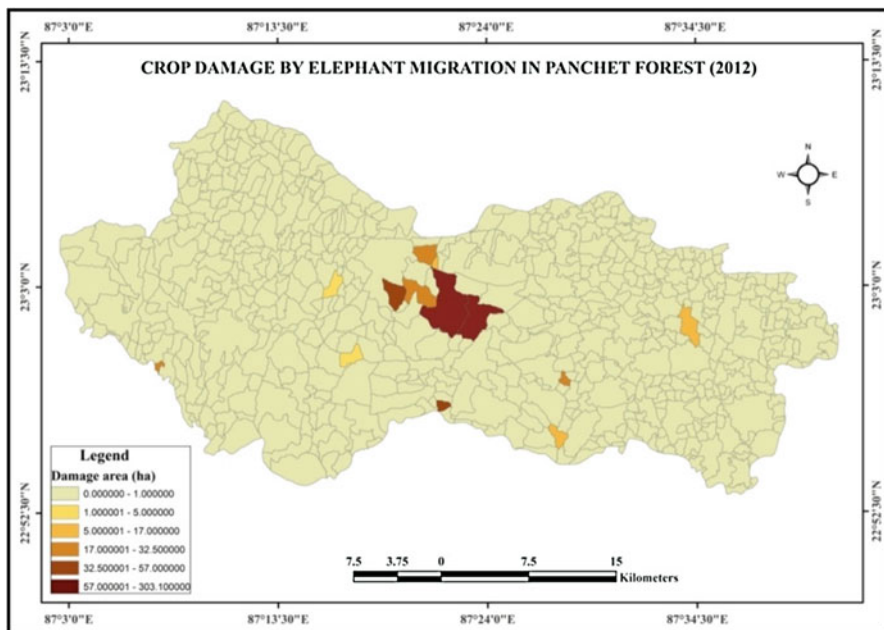 87°3'0"E 87°13'30"E 87°24'0"E 87°34'30"E
23°13'30"N 23°13'30"N
CROP DAMAGE BY ELEPHANT MIGRATION IN PANCHET FOREST (2012)
N
W E
S
23°3'0"N 23°3'0"N
Legend
Damage area (ha)
0.000000 - 1.000000
1.000001 - 5.000000
5.000001 - 17.000000
17.000001 - 32.500000
32.500001 - 57.000000
57.000001 - 303.100000
22°52'30"N 22°52'30"N
7.5 3.75 0 7.5 15
Kilometers
87°3'0"E 87°13'30"E 87°24'0"E 87°34'30"E